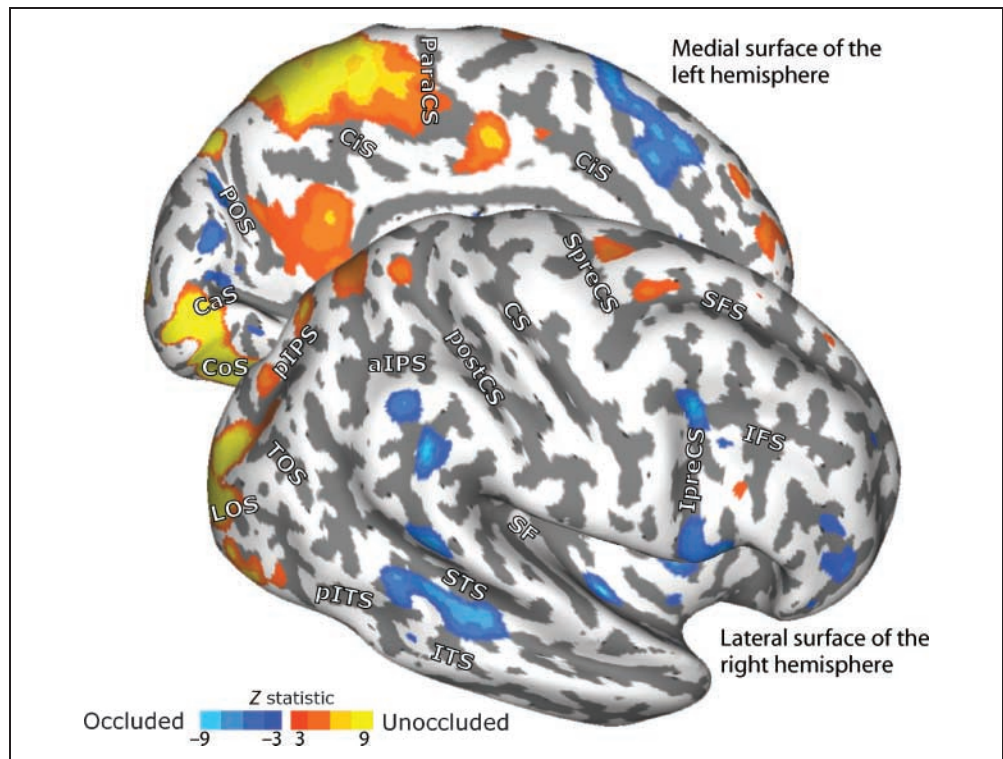 Medial surface of the
left hemisphere
ParaCS
CiS
CiS
POS
CaS
CoS
pIPS
aIPS
postCS
CS
SpreCS
SFS
TOS
LOS
IpreCS
IFS
SF
STS
pITS
ITS
Lateral surface of the
right hemisphere
Z statistic
Occluded Unoccluded
−9 −3 3 9